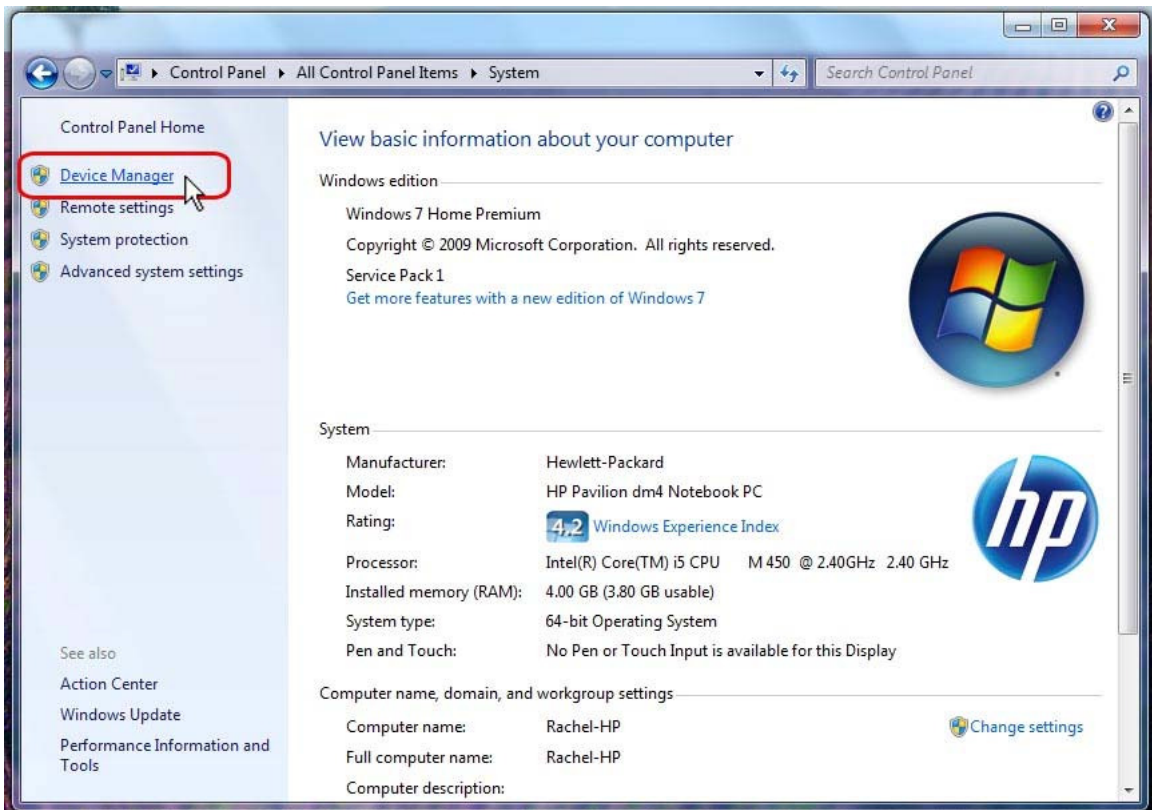 Control Panel ▸ All Control Panel Items ▸ System
Search Control Panel
Control Panel Home
Device Manager
Remote settings
System protection
Advanced system settings
See also
Action Center
Windows Update
Performance Information and
Tools
View basic information about your computer
Windows edition
Windows 7 Home Premium
Copyright © 2009 Microsoft Corporation. All rights reserved.
Service Pack 1
Get more features with a new edition of Windows 7
System
Manufacturer: Hewlett-Packard
Model: HP Pavilion dm4 Notebook PC
Rating: 4,2 Windows Experience Index
hp
Processor: Intel(R) Core(TM) i5 CPU M 450 @ 2.40GHz 2.40 GHz
Installed memory (RAM): 4.00 GB (3.80 GB usable)
System type: 64-bit Operating System
Pen and Touch: No Pen or Touch Input is available for this Display
Computer name, domain, and workgroup settings
Computer name: Rachel-HP
Change settings
Full computer name: Rachel-HP
Computer description: